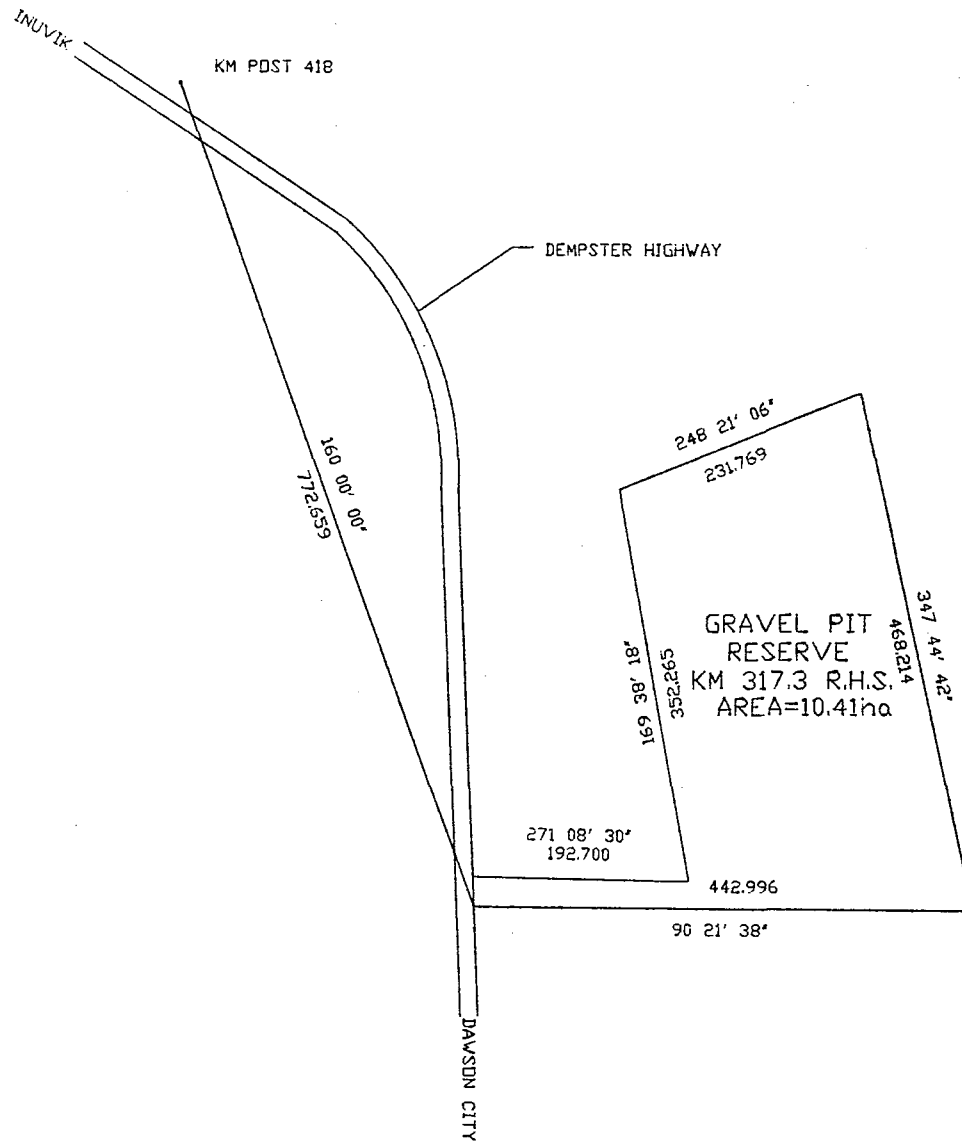 INUVIK
KM POST 418
DEMPSTER HIGHWAY
248 21' 06"
231.769
160 00' 00"
772.659
347 44' 42"
468.214
GRAVEL PIT
RESERVE
KM 317.3 R.H.S.
AREA=10.41ha
169 38' 18"
352.265
271 08' 30"
192.700
442.996
90 21' 38"
DAWSON CITY